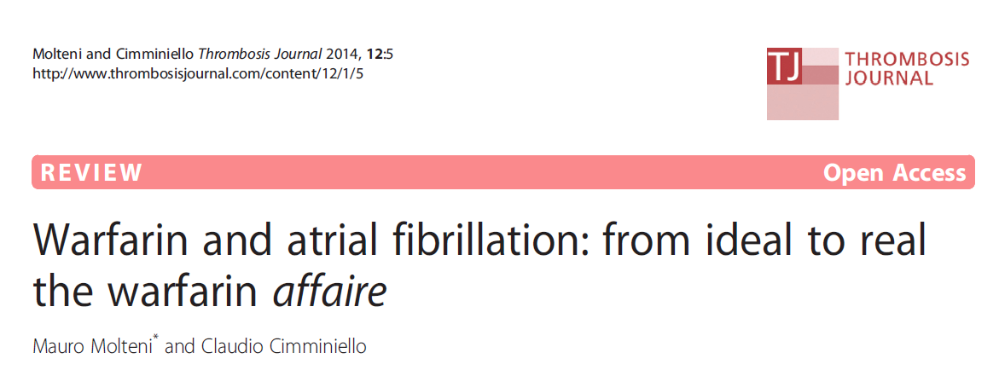 Molteni and Cimminiello Thrombosis Journal 2014, 12:5
http://www.thrombosisjournal.com/content/12/1/5
TJ THROMBOSIS
JOURNAL
REVIEW Open Access
Warfarin and atrial fibrillation: from ideal to real
the warfarin affaire
Mauro Molteni* and Claudio Cimminiello